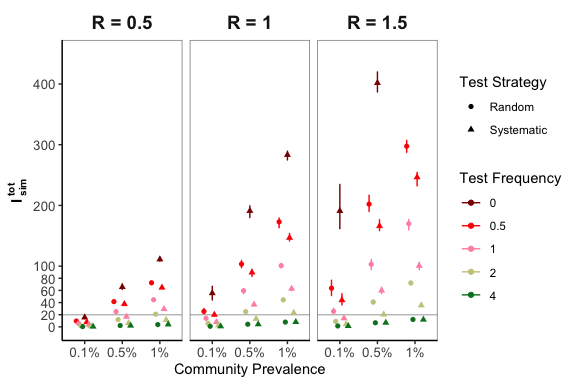 R = 0.5 R = 1 R = 1.5
I tot sim
400
300
200
100
80
60
40
20
0
0.1% 0.5% 1% 0.1% 0.5% 1% 0.1% 0.5% 1%
Community Prevalence
Test Strategy
Random
Systematic
Test Frequency
0
0.5
1
2
4